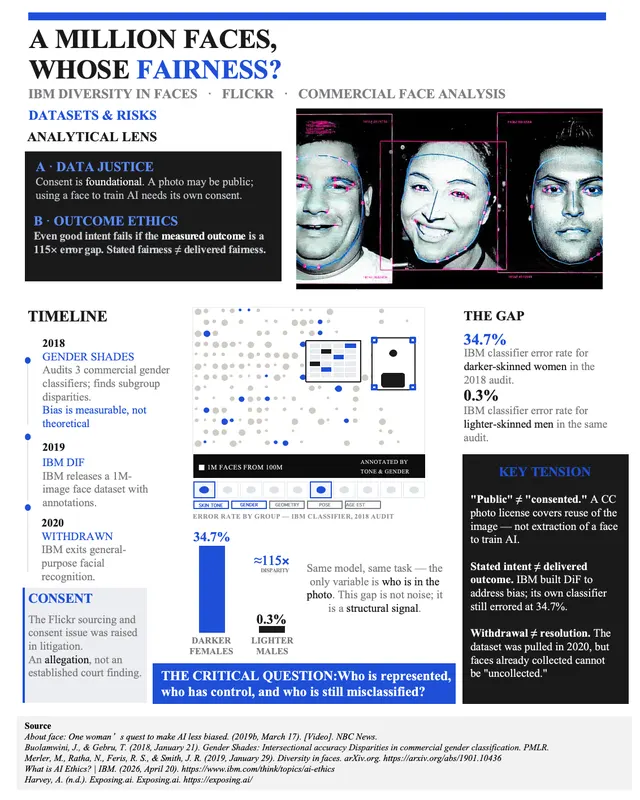 A MILLION FACES,
WHOSE FAIRNESS?
IBM DIVERSITY IN FACES · FLICKR · COMMERCIAL FACE ANALYSIS
DATASETS & RISKS
ANALYTICAL LENS
A · DATA JUSTICE
Consent is foundational. A photo may be public;
using a face to train AI needs its own consent.
B · OUTCOME ETHICS
Even good intent fails if the measured outcome is a
115× error gap. Stated fairness ≠ delivered fairness.
TIMELINE
2018
GENDER SHADES
Audits 3 commercial gender
classifiers; finds subgroup
disparities.
Bias is measurable, not
theoretical
2019
IBM DIF
IBM releases a 1M-
image face dataset with
annotations.
2020
WITHDRAWN
IBM exits general-
purpose facial
recognition.
CONSENT
The Flickr sourcing and
consent issue was raised
in litigation.
An allegation, not an
established court finding.
1M FACES FROM 100M
ANNOTATED BY
TONE & GENDER
SKIN TONE
GENDER
GEOMETRY
POSE
AGE EST
ERROR RATE BY GROUP — IBM CLASSIFIER, 2018 AUDIT
34.7%
≈115×
DISPARITY
0.3%
DARKER
FEMALES
LIGHTER
MALES
Same model, same task — the
only variable is who is in the
photo. This gap is not noise; it
is a structural signal.
THE CRITICAL QUESTION:Who is represented,
who has control, and who is still misclassified?
THE GAP
34.7%
IBM classifier error rate for
darker-skinned women in the
2018 audit.
0.3%
IBM classifier error rate for
lighter-skinned men in the same
audit.
KEY TENSION
"Public" ≠ "consented." A CC
photo license covers reuse of the
image — not extraction of a face
to train AI.
Stated intent ≠ delivered
outcome. IBM built DiF to
address bias; its own classifier
still errored at 34.7%.
Withdrawal ≠ resolution. The
dataset was pulled in 2020, but
faces already collected cannot
be "uncollected."
Source
About face: One woman's quest to make AI less biased. (2019b, March 17). [Video]. NBC News.
Buolamwini, J., & Gebru, T. (2018, January 21). Gender Shades: Intersectional accuracy Disparities in commercial gender classification. PMLR.
Merler, M., Ratha, N., Feris, R. S., & Smith, J. R. (2019, January 29). Diversity in faces. arXiv.org. https://arxiv.org/abs/1901.10436
What is AI Ethics? | IBM. (2026, April 20). https://www.ibm.com/think/topics/ai-ethics
Harvey, A. (n.d.). Exposing.ai. Exposing.ai. https://exposing.ai/